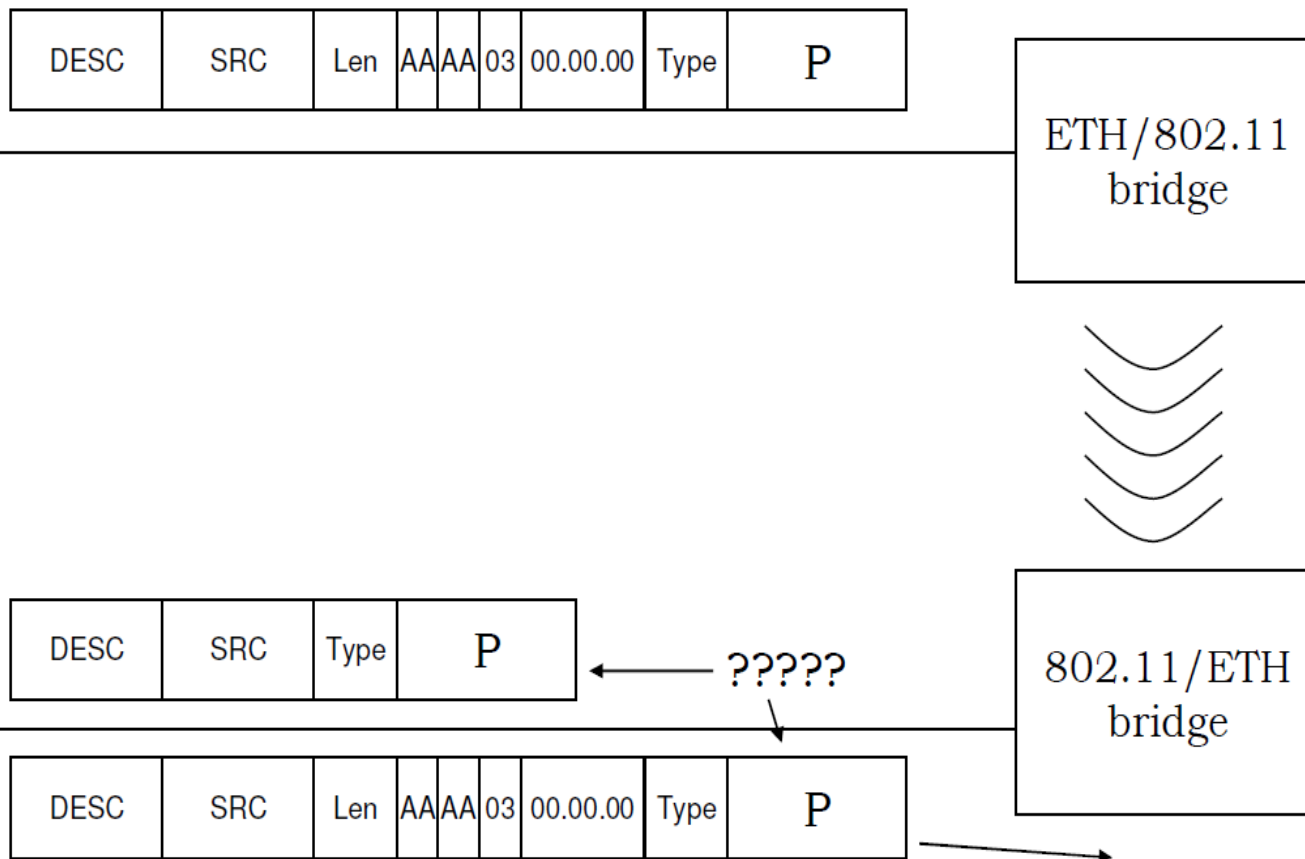 DESC SRC Len AA AA 03 00.00.00 Type P
ETH/802.11
bridge
DESC SRC Type P
?????
802.11/ETH
bridge
DESC SRC Len AA AA 03 00.00.00 Type P